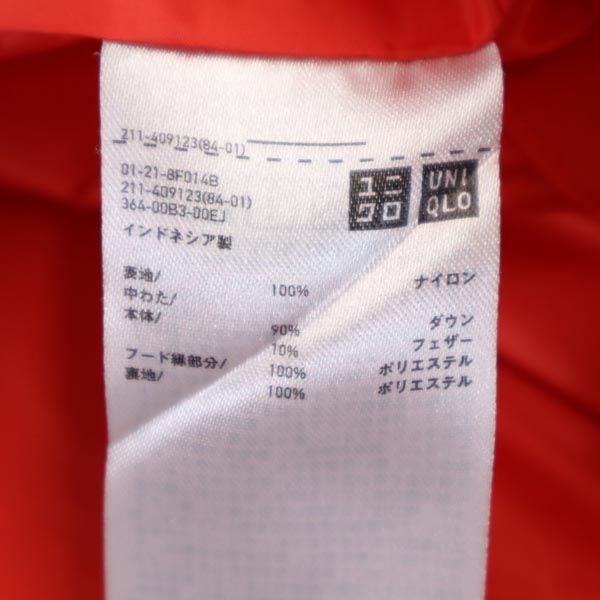 211-409123(84-01)
01-21-8F014B
211-409123(84-01)
364-00B3-00EJ
ユニクロ
UNIQLO
インドネシア製
表地/ 100% ナイロン
中わた/
本体/ 90% ダウン
10% フェザー
フード縁部分/ 100% ポリエステル
裏地/ 100% ポリエステル